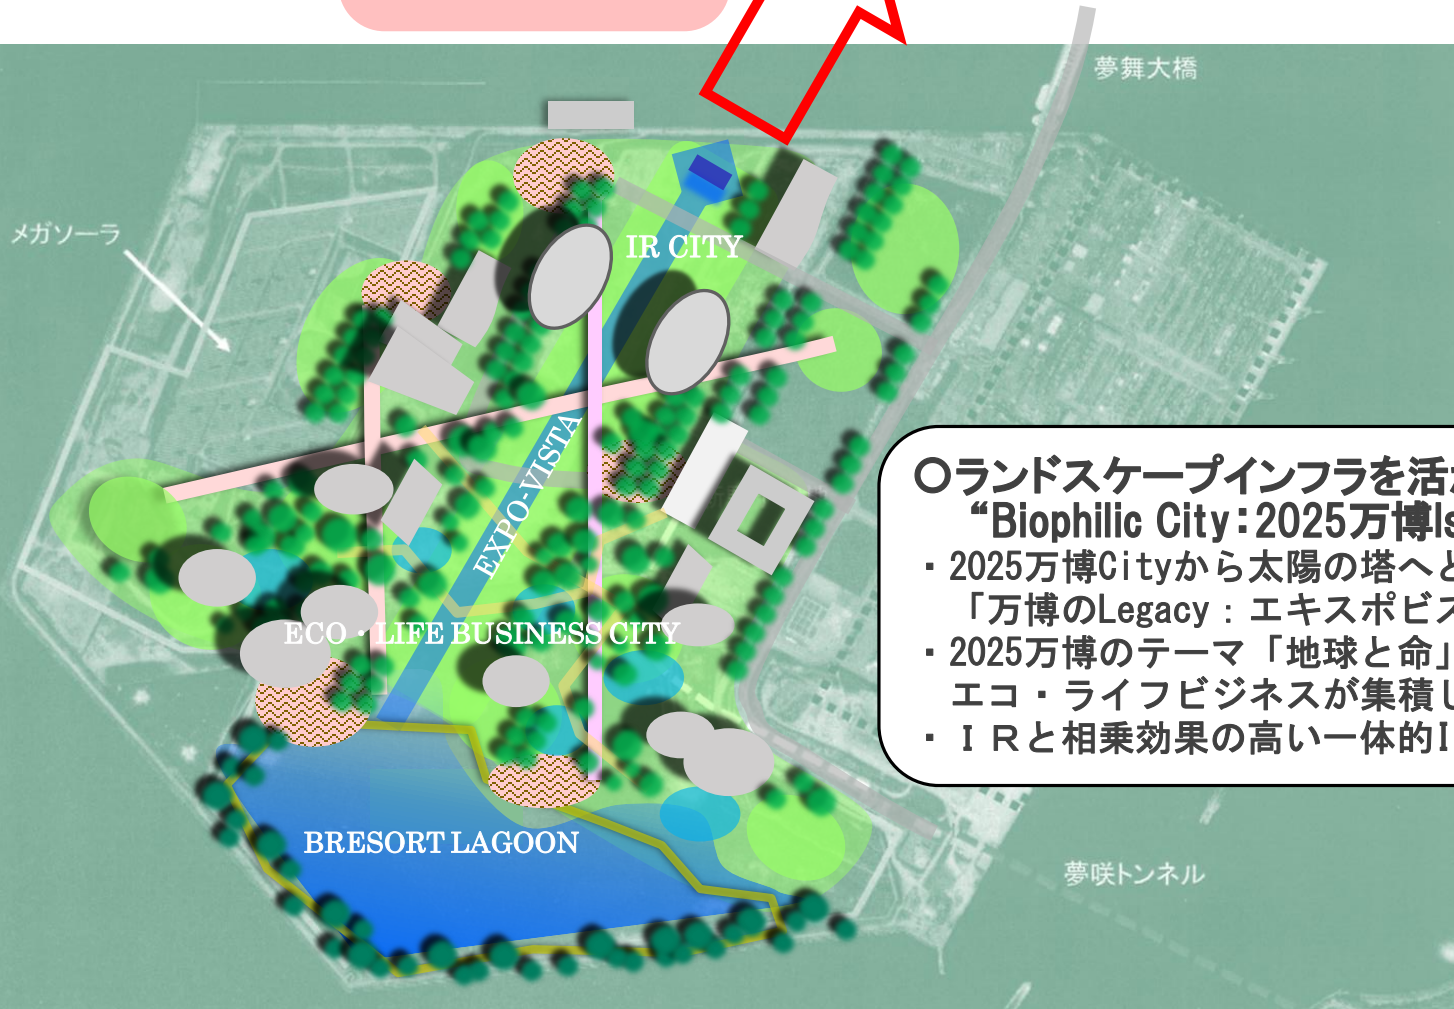 夢舞大橋
メガソーラ
IR CITY
EXPO-VISTA
〇ランドスケープインフラを活
“Biophilic City：2025万博Is
・2025万博Cityから太陽の塔へと
「万博のLegacy：エキスポビス
・2025万博のテーマ「地球と命」
エコ・ライフビジネスが集積し
・ＩＲと相乗効果の高い一体的I
ECO・LIFE BUSINESS CITY
BRESORT LAGOON
夢咲トンネル